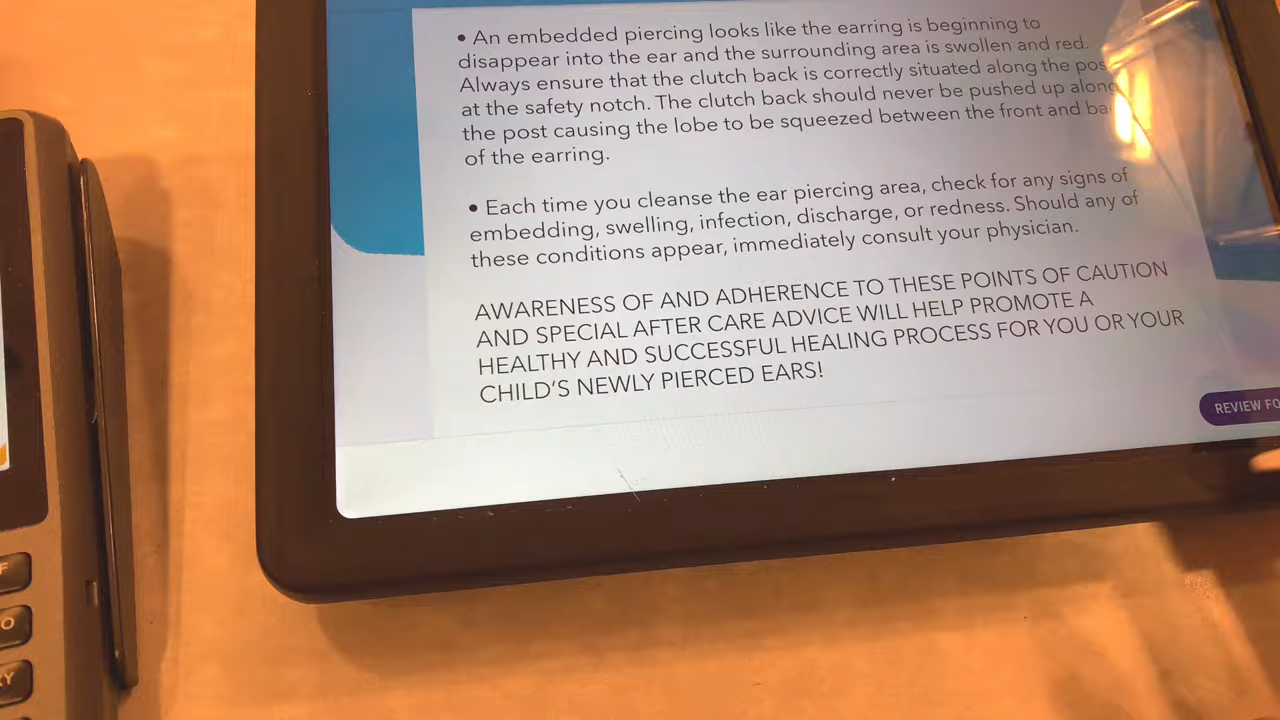 • An embedded piercing looks like the earring is beginning to
disappear into the ear and the surrounding area is swollen and red.
Always ensure that the clutch back is correctly situated along the pos
at the safety notch. The clutch back should never be pushed up along
the post causing the lobe to be squeezed between the front and ba
of the earring.
• Each time you cleanse the ear piercing area, check for any signs of
embedding, swelling, infection, discharge, or redness. Should any of
these conditions appear, immediately consult your physician.
AWARENESS OF AND ADHERENCE TO THESE POINTS OF CAUTION
AND SPECIAL AFTER CARE ADVICE WILL HELP PROMOTE A
HEALTHY AND SUCCESSFUL HEALING PROCESS FOR YOU OR YOUR
CHILD'S NEWLY PIERCED EARS!
REVIEW FO
F
O
XY